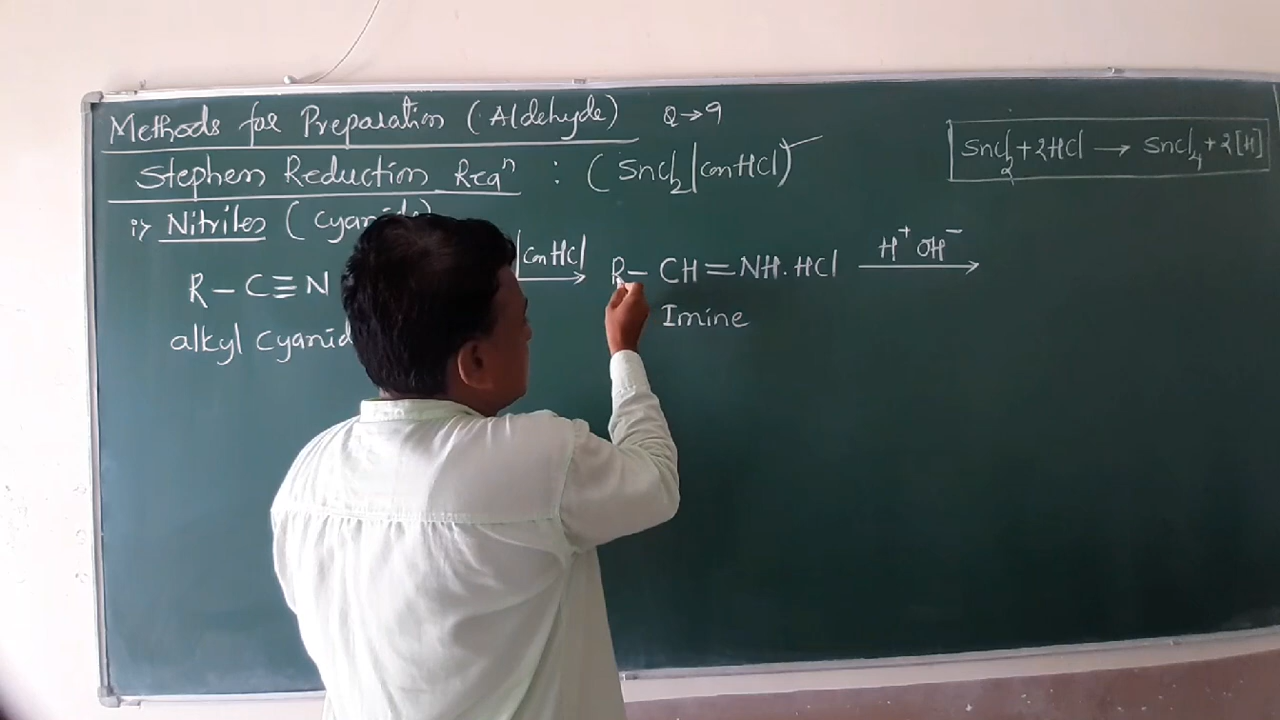 Methods for Preparation (Aldehyde) Q→9
SnCl2 + 2HCl → SnCl4 + 2[H]
Stephen Reduction Reaⁿ : (SnCl2 | conHCl)
i> Nitriles (Cyanide)
R – C ≡ N | ConHCl R – CH = NH . HCl H⁺ OH⁻
alkyl cyanid Imine